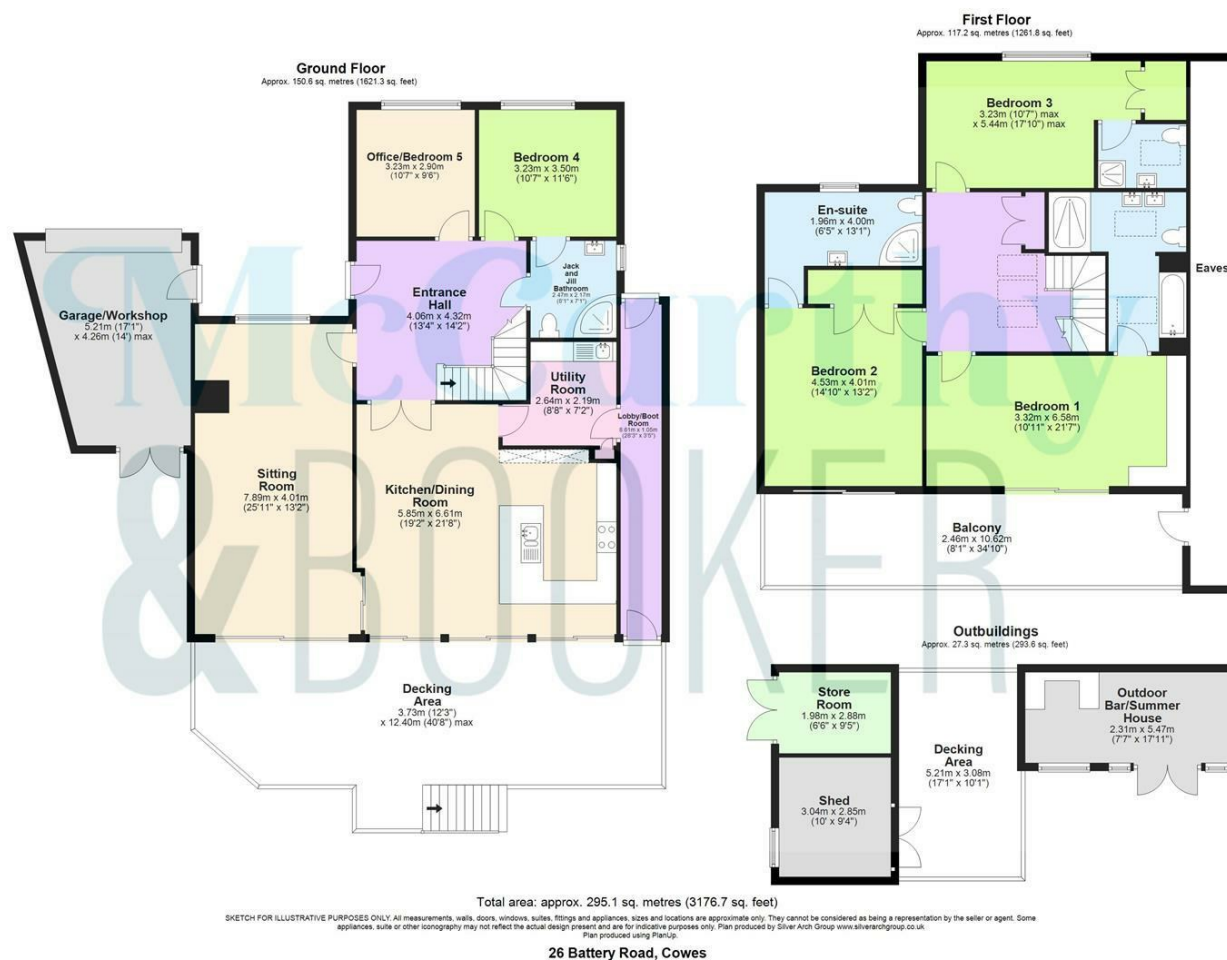 Ground Floor
Approx. 150.6 sq. metres (1621.3 sq. feet)
Office/Bedroom 5
3.23m x 2.90m
(10'7" x 9'6")
Bedroom 4
3.23m x 3.50m
(10'7" x 11'6")
Garage/Workshop
5.21m (17'1")
x 4.26m (14') max
Entrance
Hall
4.06m x 4.32m
(13'4" x 14'2")
Jack
and
Jill
Bathroom
2.47m x 2.17m
(8'1" x 7'1")
Utility
Room
2.64m x 2.19m
(8'8" x 7'2")
Lobby/Boot
Room
8.61m x 1.05m
(28'3" x 3'5")
Sitting
Room
7.89m x 4.01m
(25'11" x 13'2")
Kitchen/Dining
Room
5.85m x 6.61m
(19'2" x 21'8")
Decking
Area
3.73m (12'3")
x 12.40m (40'8") max
First Floor
Approx. 117.2 sq. metres (1261.8 sq. feet)
Bedroom 3
3.23m (10'7") max
x 5.44m (17'10") max
En-suite
1.96m x 4.00m
(6'5" x 13'1")
Eaves
Bedroom 2
4.53m x 4.01m
(14'10" x 13'2")
Bedroom 1
3.32m x 6.58m
(10'11" x 21'7")
Balcony
2.46m x 10.62m
(8'1" x 34'10")
Outbuildings
Approx. 27.3 sq. metres (293.6 sq. feet)
Store
Room
1.98m x 2.88m
(6'6" x 9'5")
Shed
3.04m x 2.85m
(10' x 9'4")
Decking
Area
5.21m x 3.08m
(17'1" x 10'1")
Outdoor
Bar/Summer
House
2.31m x 5.47m
(7'7" x 17'11")
McCarthy
&BOOKER
Total area: approx. 295.1 sq. metres (3176.7 sq. feet)
SKETCH FOR ILLUSTRATIVE PURPOSES ONLY. All measurements, walls, doors, windows, suites, fittings and appliances, sizes and locations are approximate only. They cannot be considered as being a representation by the seller or agent. Some
appliances, suite or other iconography may not reflect the actual design present and are for indicative purposes only. Plan produced by Silver Arch Group www.silverarchgroup.co.uk
Plan produced using PlanUp.
26 Battery Road, Cowes